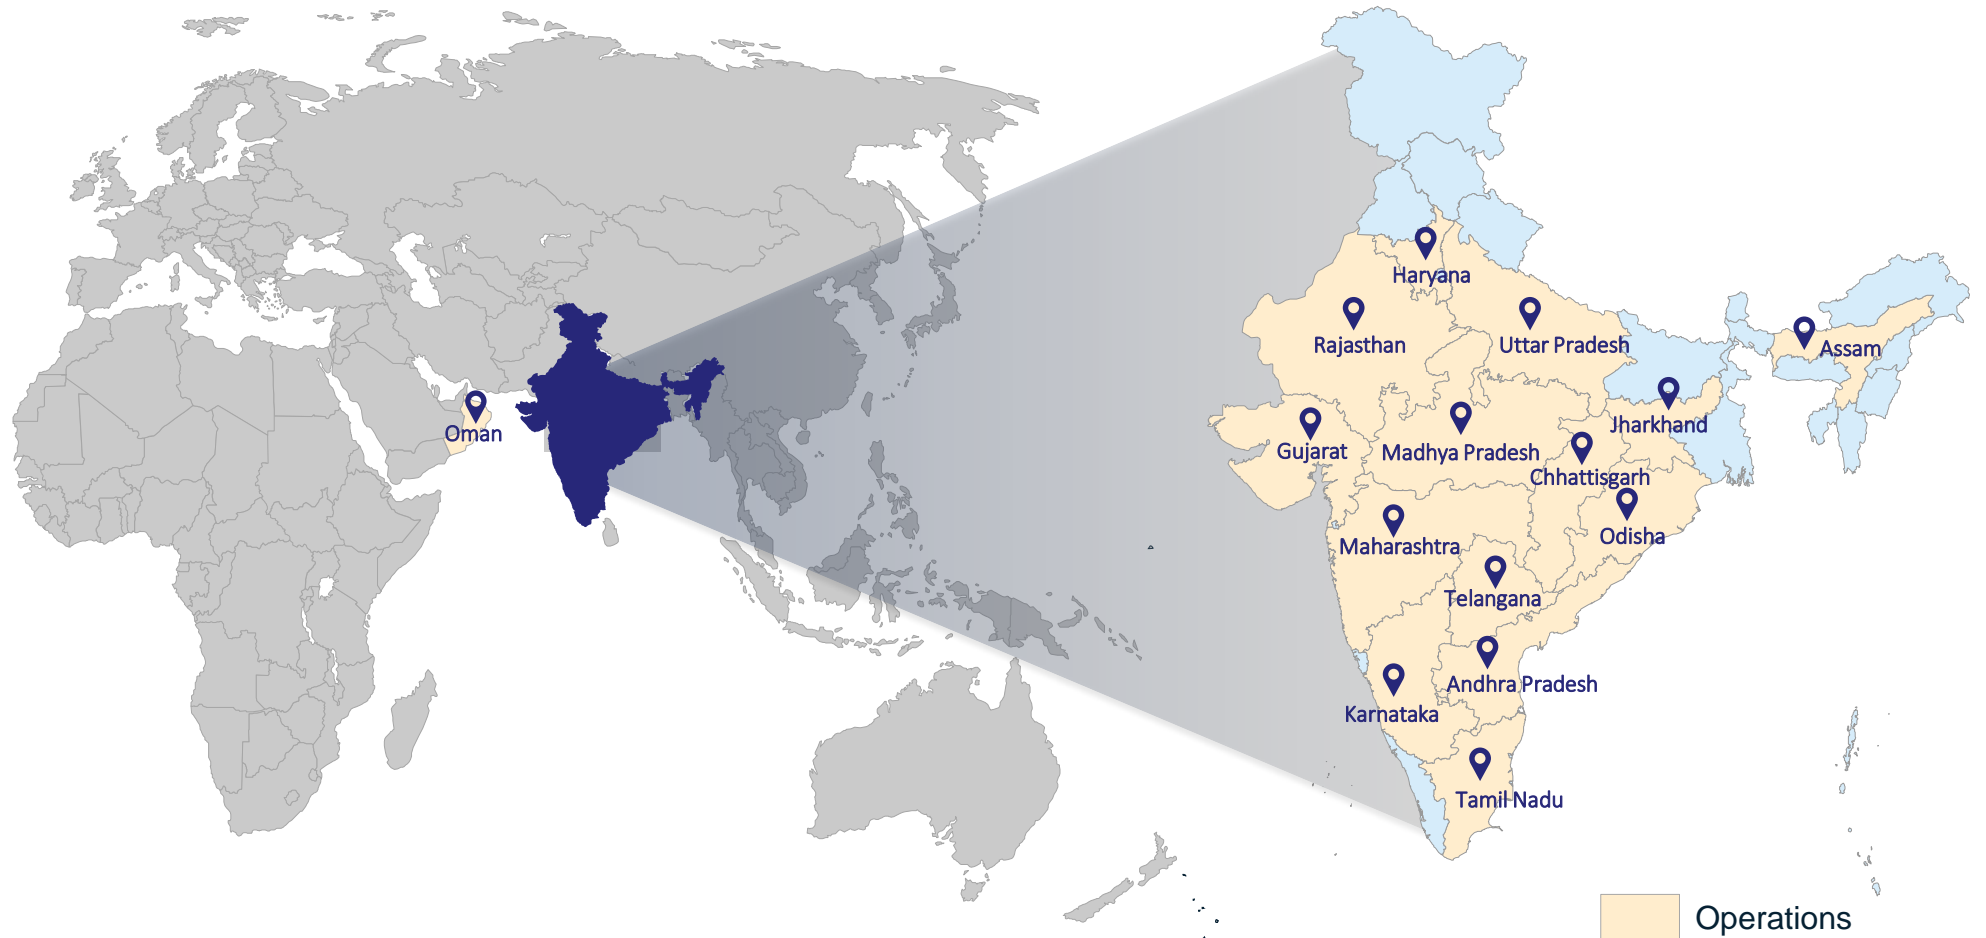 Oman
Haryana
Rajasthan
Uttar Pradesh
Assam
Jharkhand
Gujarat
Madhya Pradesh
Chhattisgarh
Odisha
Maharashtra
Telangana
Andhra Pradesh
Karnataka
Tamil Nadu
Operations